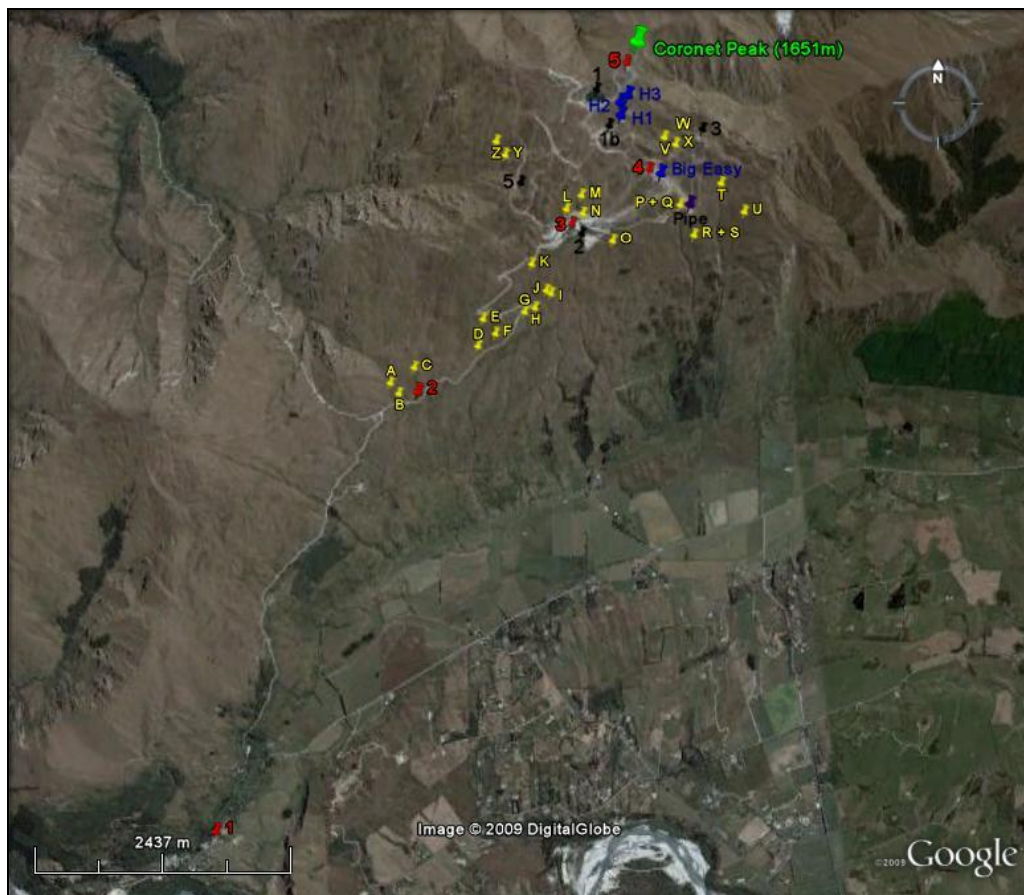 Coronet Peak (1651m)
N
5
1
H3
H2
H1
1b
W
3
V
X
Z
Y
4
Big Easy
5
T
L
M
P + Q
N
Pipe
U
3
R + S
2
O
K
J
I
G
H
E
F
D
C
A
2
B
1
2437 m
Image © 2009 DigitalGlobe
©2009 Google